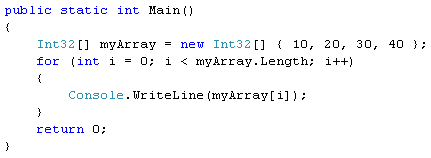 public static int Main()
{
    Int32[] myArray = new Int32[] { 10, 20, 30, 40 };
    for (int i = 0; i < myArray.Length; i++)
    {
        Console.WriteLine(myArray[i]);
    }
    return 0;
}